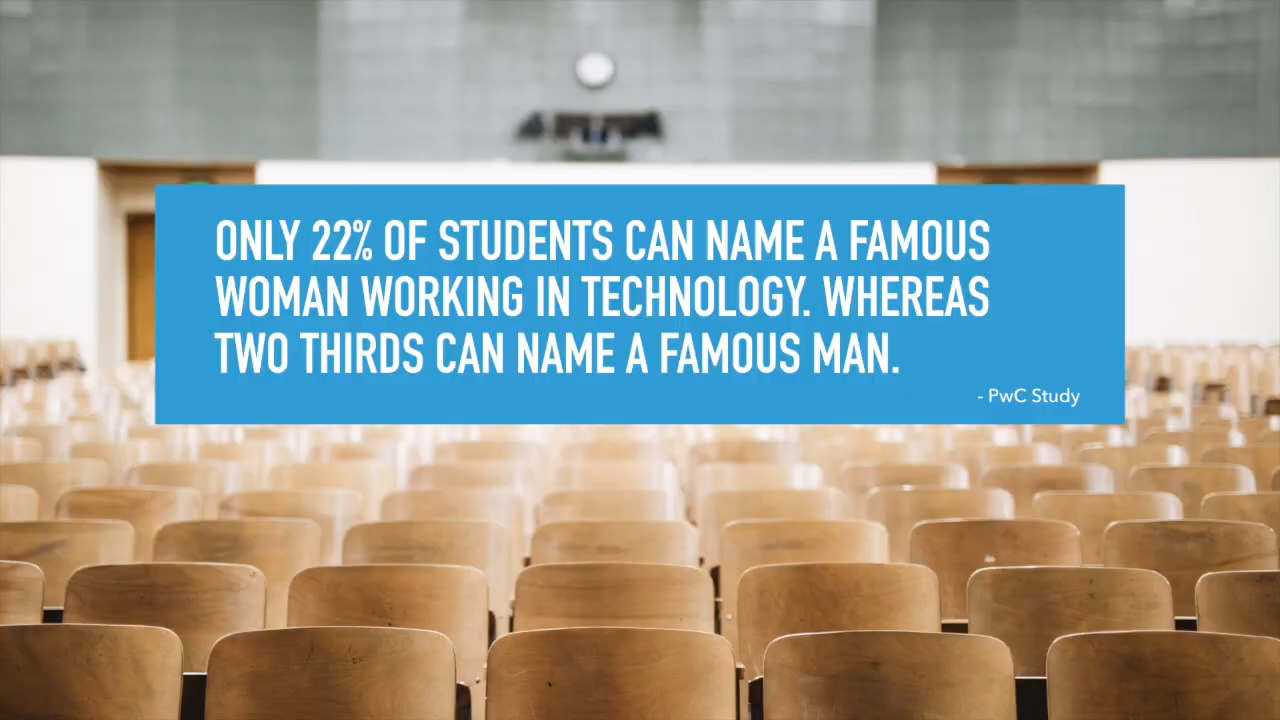 ONLY 22% OF STUDENTS CAN NAME A FAMOUS
WOMAN WORKING IN TECHNOLOGY. WHEREAS
TWO THIRDS CAN NAME A FAMOUS MAN.
- PwC Study